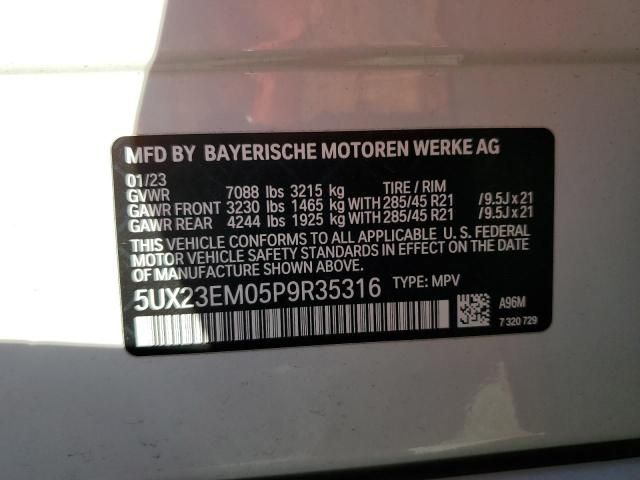 MFD BY BAYERISCHE MOTOREN WERKE AG
01/23
GVWR 7088 lbs 3215 kg TIRE / RIM
GAWR FRONT 3230 lbs 1465 kg WITH 285/45 R21 /9.5J x 21
GAWR REAR 4244 lbs 1925 kg WITH 285/45 R21 /9.5J x 21
THIS VEHICLE CONFORMS TO ALL APPLICABLE U. S. FEDERAL
MOTOR VEHICLE SAFETY STANDARDS IN EFFECT ON THE
DATE OF MANUFACTURE SHOWN ABOVE.
5UX23EM05P9R35316 TYPE: MPV
A96M
7 320 729